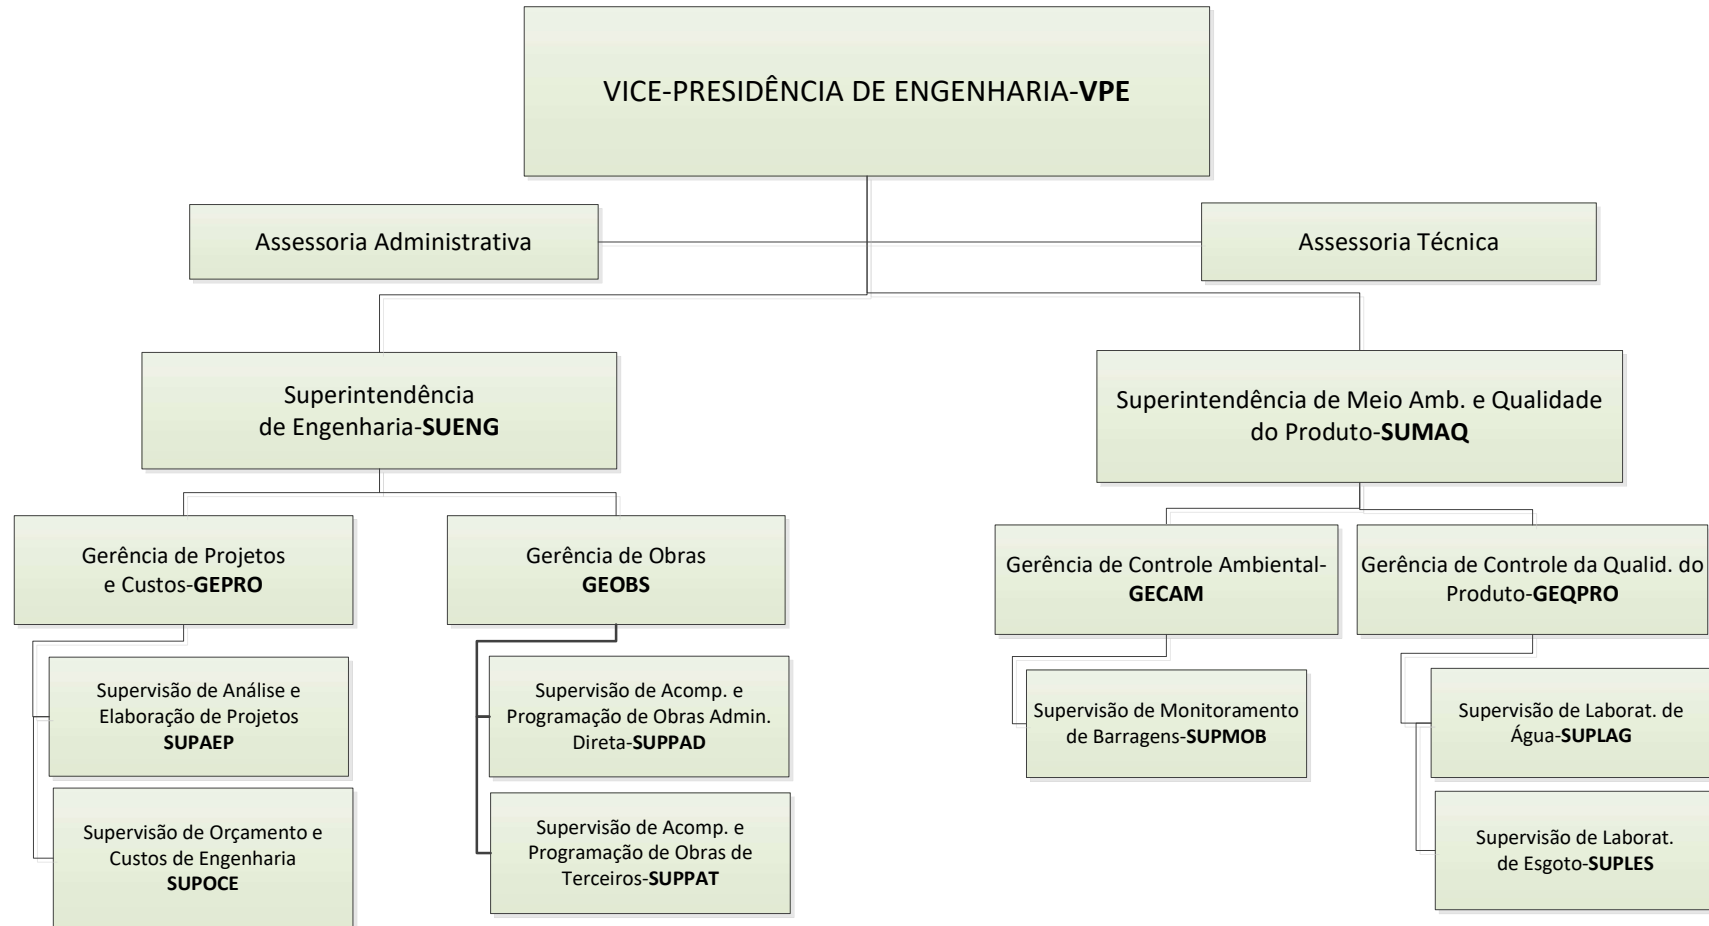 VICE-PRESIDÊNCIA DE ENGENHARIA-VPE
Assessoria Administrativa
Assessoria Técnica
Superintendência
de Engenharia-SUENG
Superintendência de Meio Amb. e Qualidade
do Produto-SUMAQ
Gerência de Projetos
e Custos-GEPRO
Gerência de Obras
GEOBS
Gerência de Controle Ambiental-
GECAM
Gerência de Controle da Qualid. do
Produto-GEQPRO
Supervisão de Análise e
Elaboração de Projetos
SUPAEP
Supervisão de Acomp. e
Programação de Obras Admin.
Direta-SUPPAD
Supervisão de Monitoramento
de Barragens-SUPMOB
Supervisão de Laborat. de
Água-SUPLAG
Supervisão de Orçamento e
Custos de Engenharia
SUPOCE
Supervisão de Acomp. e
Programação de Obras de
Terceiros-SUPPAT
Supervisão de Laborat.
de Esgoto-SUPLES